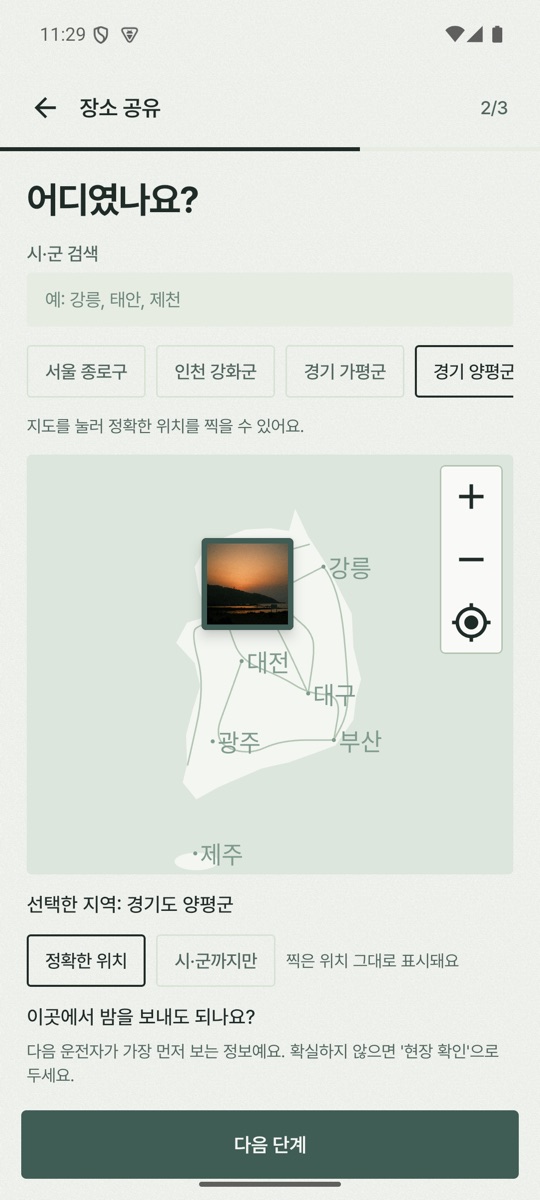 11:29
장소 공유
2/3
어디였나요?
시·군 검색
예: 강릉, 태안, 제천
서울 종로구
인천 강화군
경기 가평군
경기 양평군
지도를 눌러 정확한 위치를 찍을 수 있어요.
강릉
대전
대구
광주
부산
제주
선택한 지역: 경기도 양평군
정확한 위치
시·군까지만
찍은 위치 그대로 표시돼요
이곳에서 밤을 보내도 되나요?
다음 운전자가 가장 먼저 보는 정보예요. 확실하지 않으면 '현장 확인'으로
두세요.
다음 단계